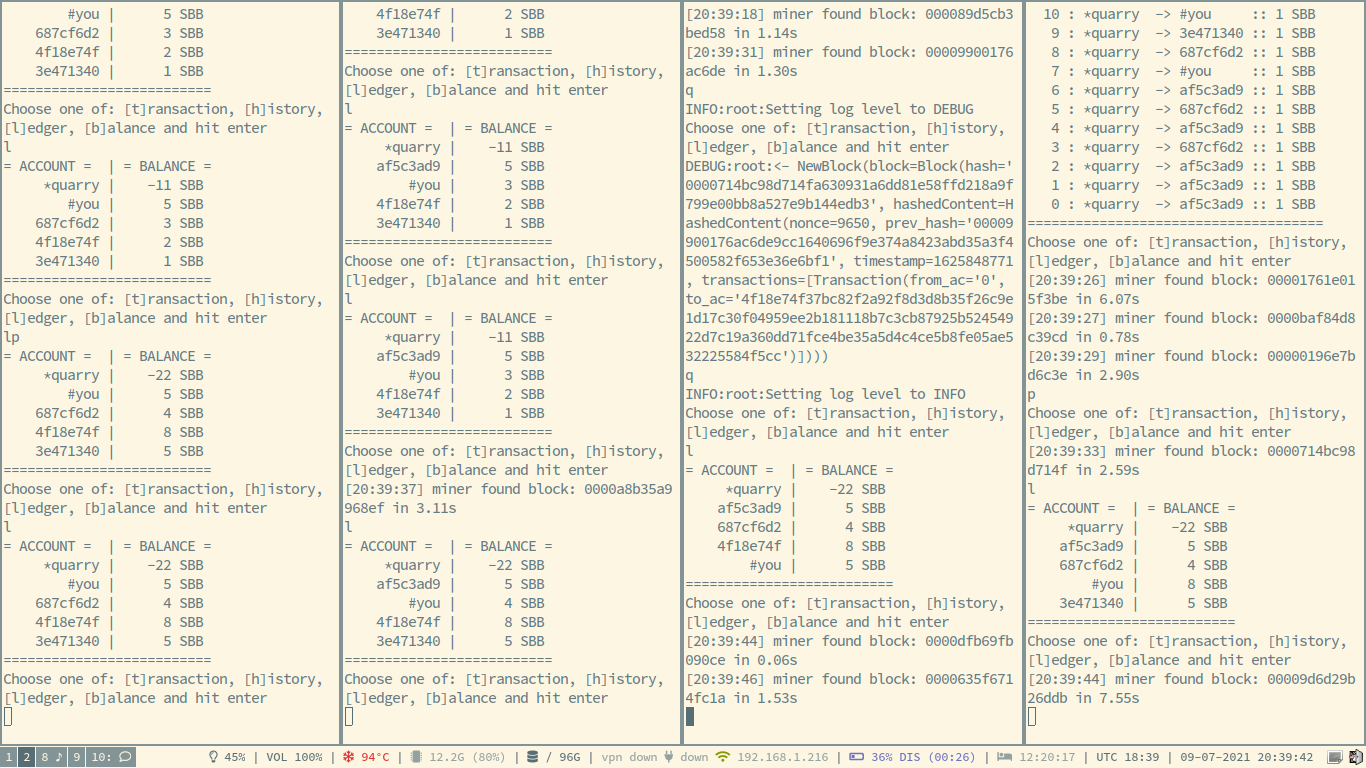 #you | 5 SBB
687cf6d2 | 3 SBB
4f18e74f | 2 SBB
3e471340 | 1 SBB
==========================
Choose one of: [t]ransaction, [h]istory,
[l]edger, [b]alance and hit enter
l
= ACCOUNT = | = BALANCE =
*quarry | -11 SBB
#you | 5 SBB
687cf6d2 | 3 SBB
4f18e74f | 2 SBB
3e471340 | 1 SBB
==========================
Choose one of: [t]ransaction, [h]istory,
[l]edger, [b]alance and hit enter
lp
= ACCOUNT = | = BALANCE =
*quarry | -22 SBB
#you | 5 SBB
687cf6d2 | 4 SBB
4f18e74f | 8 SBB
3e471340 | 5 SBB
==========================
Choose one of: [t]ransaction, [h]istory,
[l]edger, [b]alance and hit enter
l
= ACCOUNT = | = BALANCE =
*quarry | -22 SBB
#you | 5 SBB
687cf6d2 | 4 SBB
4f18e74f | 8 SBB
3e471340 | 5 SBB
==========================
Choose one of: [t]ransaction, [h]istory,
[l]edger, [b]alance and hit enter
4f18e74f | 2 SBB
3e471340 | 1 SBB
==========================
Choose one of: [t]ransaction, [h]istory,
[l]edger, [b]alance and hit enter
l
= ACCOUNT = | = BALANCE =
*quarry | -11 SBB
af5c3ad9 | 5 SBB
#you | 3 SBB
4f18e74f | 2 SBB
3e471340 | 1 SBB
==========================
Choose one of: [t]ransaction, [h]istory,
[l]edger, [b]alance and hit enter
l
= ACCOUNT = | = BALANCE =
*quarry | -11 SBB
af5c3ad9 | 5 SBB
#you | 3 SBB
4f18e74f | 2 SBB
3e471340 | 1 SBB
==========================
Choose one of: [t]ransaction, [h]istory,
[l]edger, [b]alance and hit enter
[20:39:37] miner found block: 0000a8b35a9
968ef in 3.11s
l
= ACCOUNT = | = BALANCE =
*quarry | -22 SBB
af5c3ad9 | 5 SBB
#you | 4 SBB
4f18e74f | 8 SBB
3e471340 | 5 SBB
==========================
Choose one of: [t]ransaction, [h]istory,
[l]edger, [b]alance and hit enter
[20:39:18] miner found block: 000089d5cb3
bed58 in 1.14s
[20:39:31] miner found block: 00009900176
ac6de in 1.30s
q
INFO:root:Setting log level to DEBUG
Choose one of: [t]ransaction, [h]istory,
[l]edger, [b]alance and hit enter
DEBUG:root:<- NewBlock(block=Block(hash='
0000714bc98d714fa630931a6dd81e58ffd218a9f
799e00bb8a527e9b144edb3', hashedContent=H
ashedContent(nonce=9650, prev_hash='00009
900176ac6de9cc1640696f9e374a8423abd35a3f4
500582f653e36e6bf1', timestamp=1625848771
, transactions=[Transaction(from_ac='0',
to_ac='4f18e74f37bc82f2a92f8d3d8b35f26c9e
1d17c30f04959ee2b181118b7c3cb87925b524549
22d7c19a360dd71fce4be35a5d4c4ce5b8fe05ae5
32225584f5cc')])))
q
INFO:root:Setting log level to INFO
Choose one of: [t]ransaction, [h]istory,
[l]edger, [b]alance and hit enter
l
= ACCOUNT = | = BALANCE =
*quarry | -22 SBB
af5c3ad9 | 5 SBB
687cf6d2 | 4 SBB
4f18e74f | 8 SBB
#you | 5 SBB
==========================
Choose one of: [t]ransaction, [h]istory,
[l]edger, [b]alance and hit enter
[20:39:44] miner found block: 0000dfb69fb
090ce in 0.06s
[20:39:46] miner found block: 0000635f671
4fc1a in 1.53s
10 : *quarry -> #you :: 1 SBB
9 : *quarry -> 3e471340 :: 1 SBB
8 : *quarry -> 687cf6d2 :: 1 SBB
7 : *quarry -> #you :: 1 SBB
6 : *quarry -> af5c3ad9 :: 1 SBB
5 : *quarry -> 687cf6d2 :: 1 SBB
4 : *quarry -> af5c3ad9 :: 1 SBB
3 : *quarry -> 687cf6d2 :: 1 SBB
2 : *quarry -> af5c3ad9 :: 1 SBB
1 : *quarry -> af5c3ad9 :: 1 SBB
0 : *quarry -> af5c3ad9 :: 1 SBB
=====================================
Choose one of: [t]ransaction, [h]istory,
[l]edger, [b]alance and hit enter
[20:39:26] miner found block: 00001761e01
5f3be in 6.07s
[20:39:27] miner found block: 0000baf84d8
c39cd in 0.78s
[20:39:29] miner found block: 00000196e7b
d6c3e in 2.90s
p
Choose one of: [t]ransaction, [h]istory,
[l]edger, [b]alance and hit enter
[20:39:33] miner found block: 0000714bc98
d714f in 2.59s
l
= ACCOUNT = | = BALANCE =
*quarry | -22 SBB
af5c3ad9 | 5 SBB
687cf6d2 | 4 SBB
#you | 8 SBB
3e471340 | 5 SBB
==========================
Choose one of: [t]ransaction, [h]istory,
[l]edger, [b]alance and hit enter
[20:39:44] miner found block: 00009d6d29b
26ddb in 7.55s
1 2 8 ♪ 9 10: 45% | VOL 100% | 94°C | 12.2G (80%) | / 96G | vpn down down 192.168.1.216 | 36% DIS (00:26) | 12:20:17 | UTC 18:39 | 09-07-2021 20:39:42